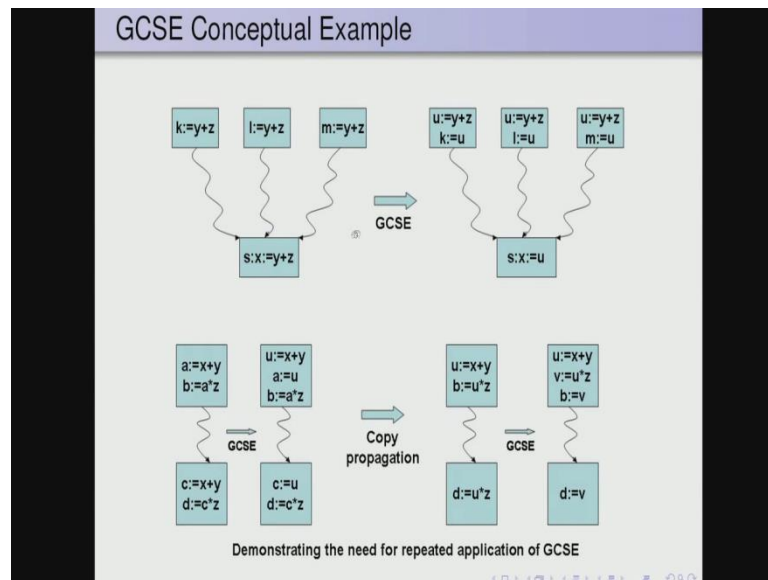 GCSE Conceptual Example
k:=y+z
l:=y+z
m:=y+z
u:=y+z
k:=u
u:=y+z
l:=u
u:=y+z
m:=u
GCSE
s:x:=y+z
s:x:=u
a:=x+y
b:=a*z
u:=x+y
a:=u
b:=a*z
u:=x+y
b:=u*z
u:=x+y
v:=u*z
b:=v
GCSE
Copy
propagation
GCSE
c:=x+y
d:=c*z
c:=u
d:=c*z
d:=u*z
d:=v
Demonstrating the need for repeated application of GCSE